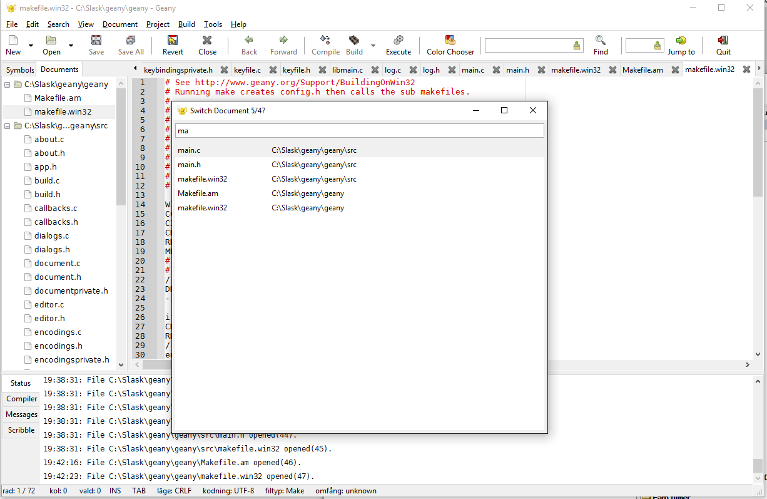 makefile.win32 - C:\Slask\geany\geany - Geany
File Edit Search View Document Project Build Tools Help
New Open Save Save All Revert Close Back Forward Compile Build Execute Color Chooser Find Jump to Quit
Symbols Documents keybindingsprivate.h keyfile.c keyfile.h libmain.c log.c log.h main.c main.h makefile.win32 Makefile.am makefile.win32
C:\Slask\geany\geany
Makefile.am
makefile.win32
C:\Slask\g...geany\src
about.c
about.h
app.h
build.c
build.h
callbacks.c
callbacks.h
dialogs.c
dialogs.h
document.c
document.h
documentprivate.h
editor.c
editor.h
encodings.c
encodings.h
encodingsprivate.h
1 # See http://www.geany.org/Support/BuildingOnWin32
2 # Running make creates config.h then calls the sub makefiles.
3 #
4 #
5 #
6 #
7 #
8 #
9 #
10 #
11 #
12 #
13
14 W
15 C
16 C
17 C
18 R
19 M
20 #
21 #
22 /
23 D
24 -
25
26 i
27 C
28 R
29 /
30 e
Switch Document 5/47
ma
main.c C:\Slask\geany\geany\src
main.h C:\Slask\geany\geany\src
makefile.win32 C:\Slask\geany\geany\src
Makefile.am C:\Slask\geany\geany
makefile.win32 C:\Slask\geany\geany
Status
Compiler
Messages
Scribble
19:38:31: File C:\Slask\geany
19:38:31: File C:\Slask\geany
19:38:31: File C:\Slask\geany
19:38:31: File C:\Slask\geany
19:38:31: File C:\Slask\geany\geany\src\main.h opened(44).
19:38:31: File C:\Slask\geany\geany\src\makefile.win32 opened(45).
19:42:16: File C:\Slask\geany\geany\Makefile.am opened(46).
19:42:23: File C:\Slask\geany\geany\makefile.win32 opened(47).
rad: 1 / 72 kol: 0 vald: 0 INS TAB läge: CRLF kodning: UTF-8 filtyp: Make omfång: unknown